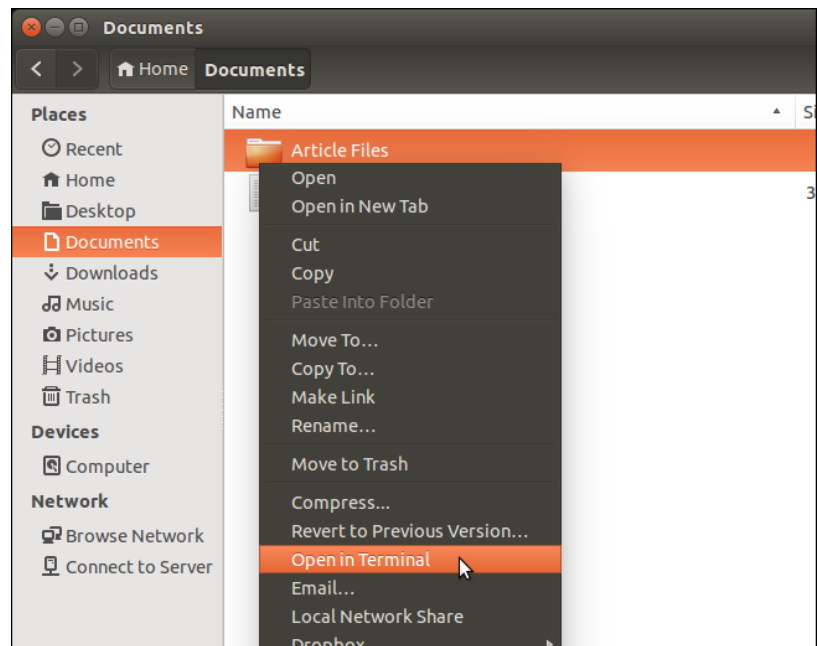 Documents
Home Documents
Places
Recent
Home
Desktop
Documents
Downloads
Music
Pictures
Videos
Trash
Devices
Computer
Network
Browse Network
Connect to Server
Name
Article Files
3
Open
Open in New Tab
Cut
Copy
Paste Into Folder
Move To...
Copy To...
Make Link
Rename...
Move to Trash
Compress...
Revert to Previous Version...
Open in Terminal
Email...
Local Network Share
Dropbox